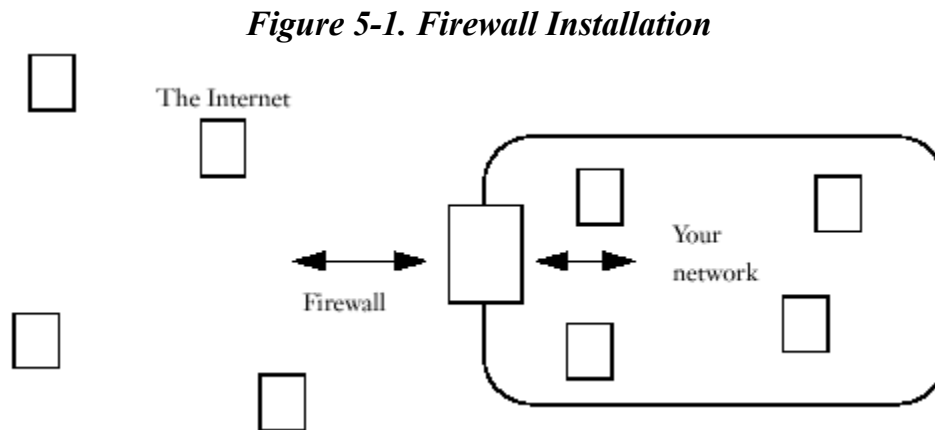 Figure 5-1. Firewall Installation
The Internet
Your
network
Firewall